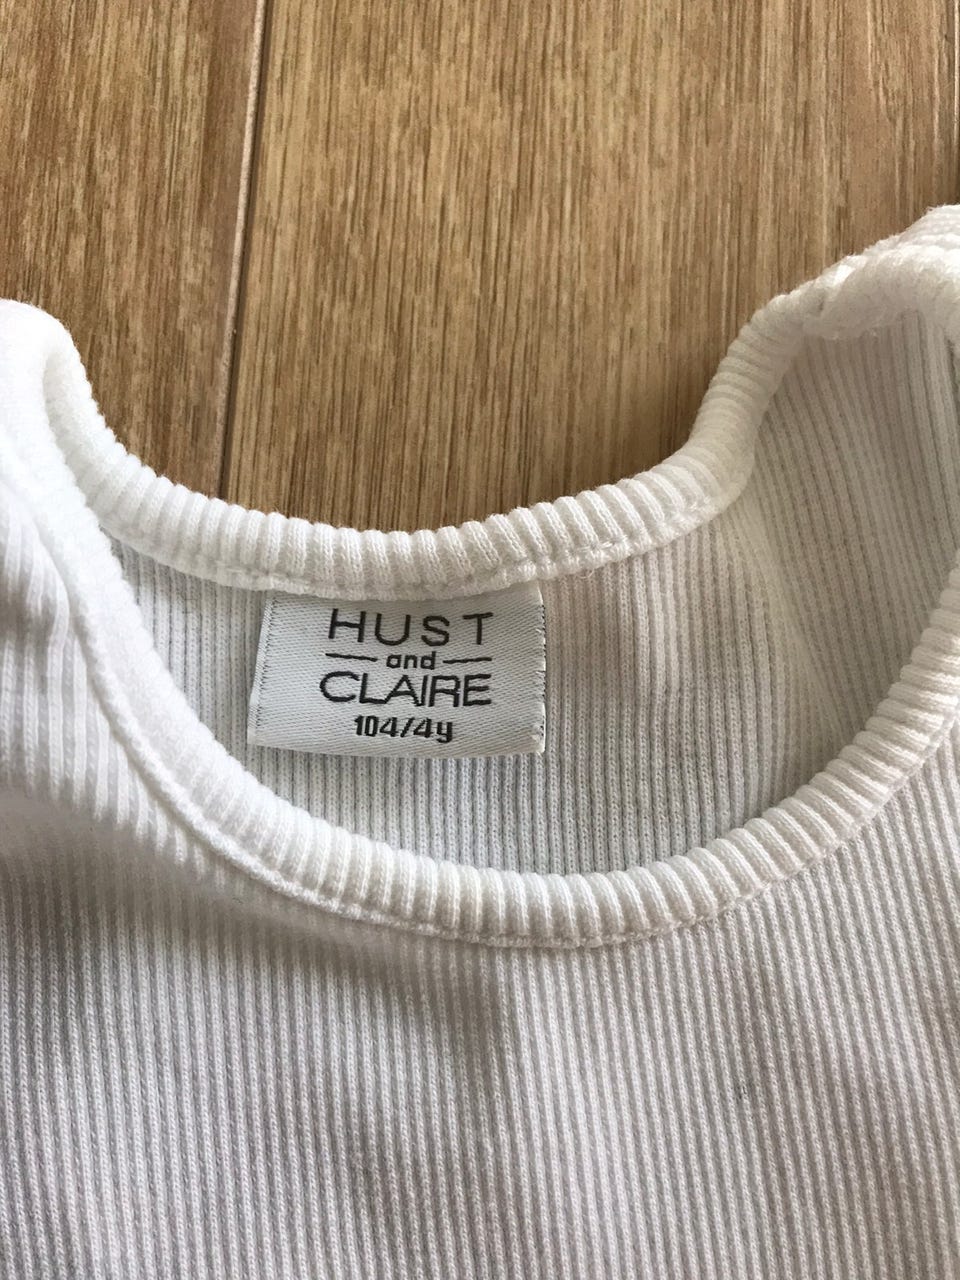 HUST
and
CLAIRE
104/4y